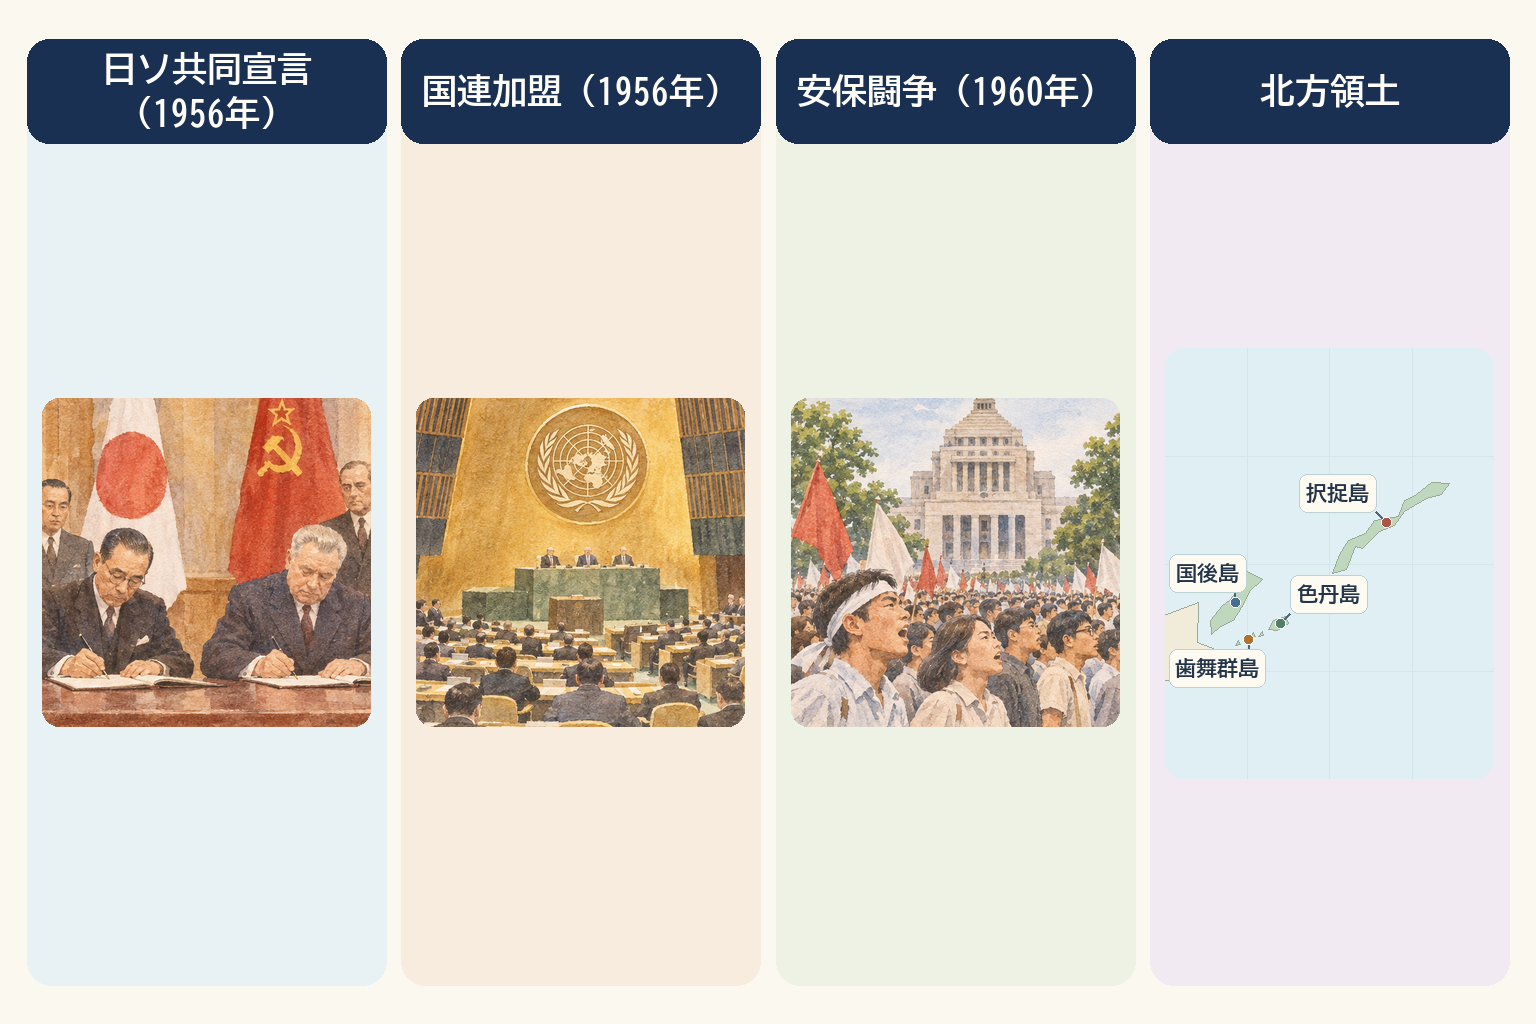 日ソ共同宣言
（1956年）
国連加盟（1956年）
安保闘争（1960年）
北方領土
択捉島
国後島
色丹島
歯舞群島